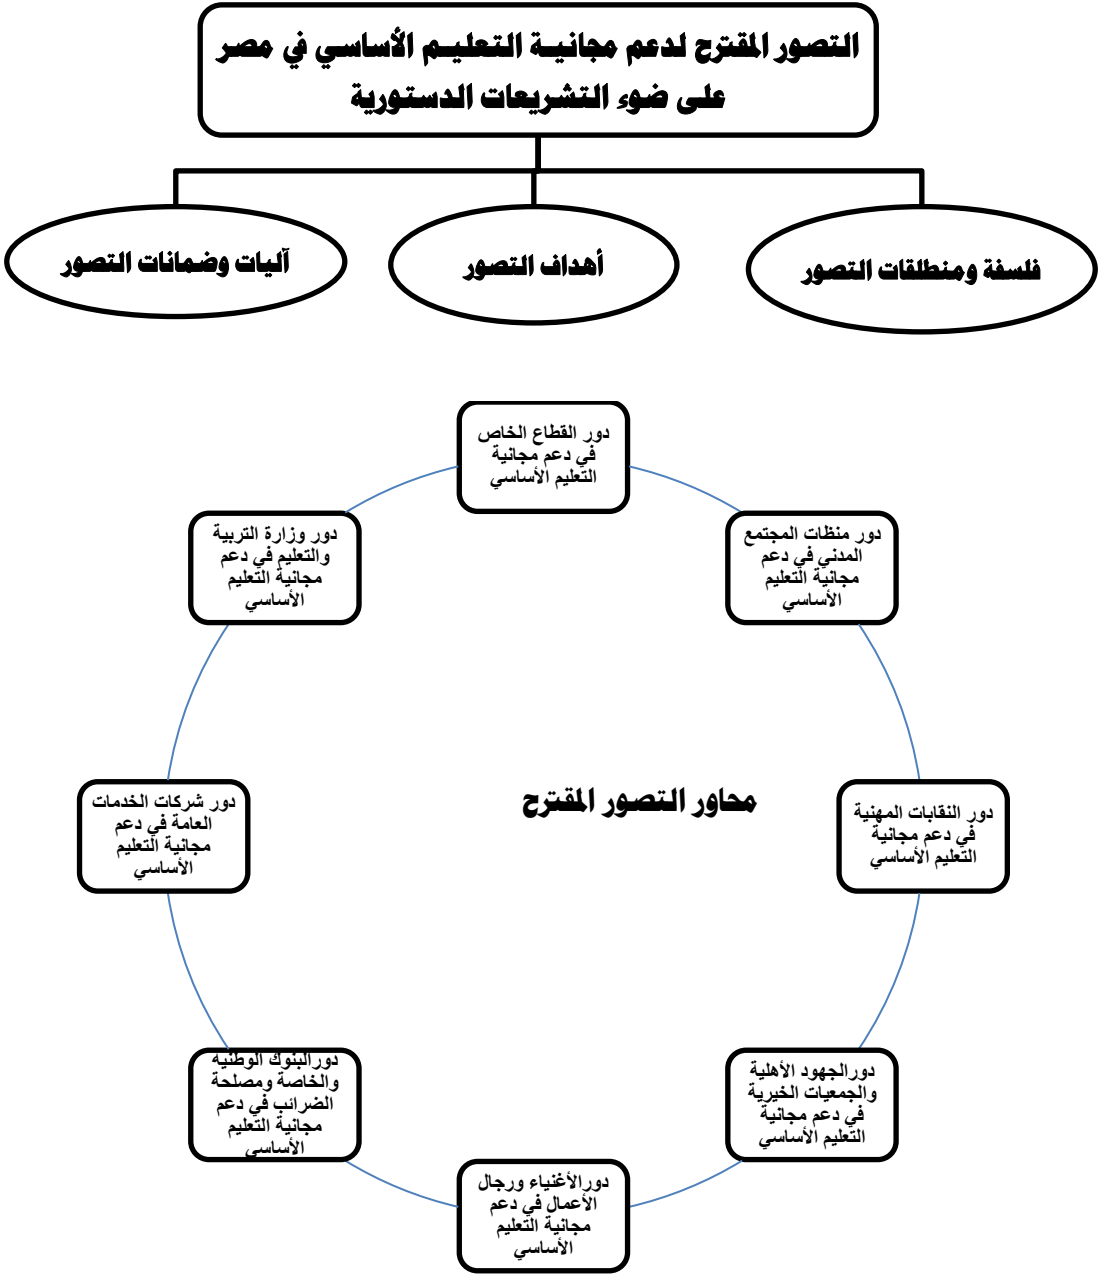 التصور المقترح لدعم مجانية التعليم الأساسي في مصر
على ضوء التشريعات الدستورية
فلسفة ومنطلقات التصور
أهداف التصور
آليات وضمانات التصور
دور القطاع الخاص
في دعم مجانية
التعليم الأساسي
دور منظات المجتمع
المدني في دعم
مجانية التعليم
الأساسي
دور النقابات المهنية
في دعم مجانية
التعليم الأساسي
دورالجهود الأهلية
والجمعيات الخيرية
في دعم مجانية
التعليم الأساسي
دورالأغنياء ورجال
الأعمال في دعم
مجانية التعليم
الأساسي
دورالبنوك الوطنية
والخاصة ومصلحة
الضرائب في دعم
مجانية التعليم
الأساسي
دور شركات الخدمات
العامة في دعم
مجانية التعليم
الأساسي
دور وزارة التربية
والتعليم في دعم
مجانية التعليم
الأساسي
محاور التصور المقترح